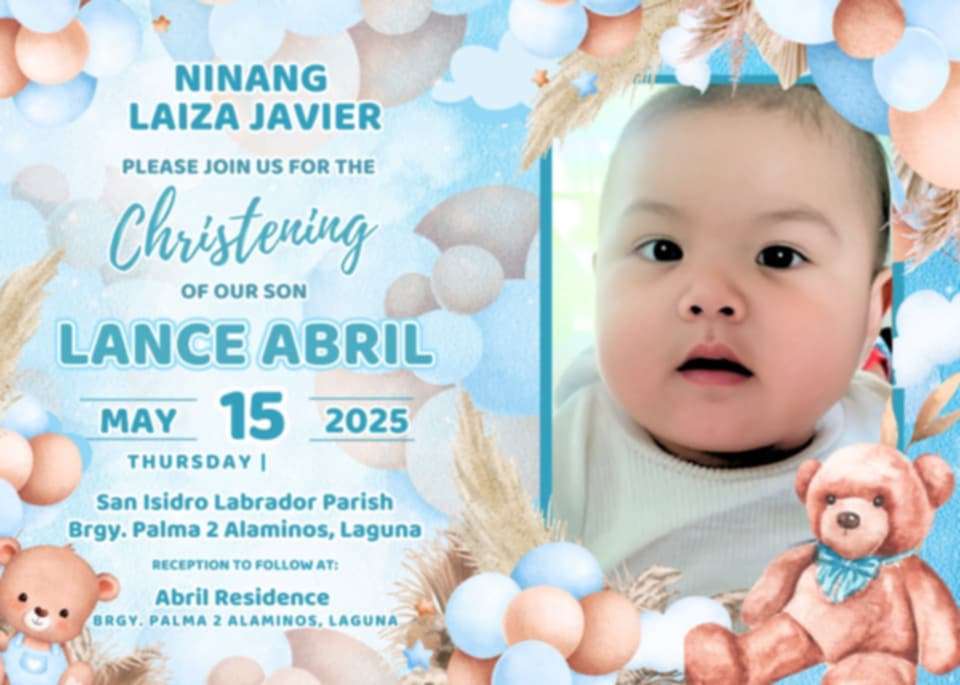 NINANG
LAIZA JAVIER
PLEASE JOIN US FOR THE
Christening
OF OUR SON
LANCE ABRIL
MAY 15 2025
THURSDAY |
San Isidro Labrador Parish
Brgy. Palma 2 Alaminos, Laguna
RECEPTION TO FOLLOW AT:
Abril Residence
BRGY. PALMA 2 ALAMINOS, LAGUNA